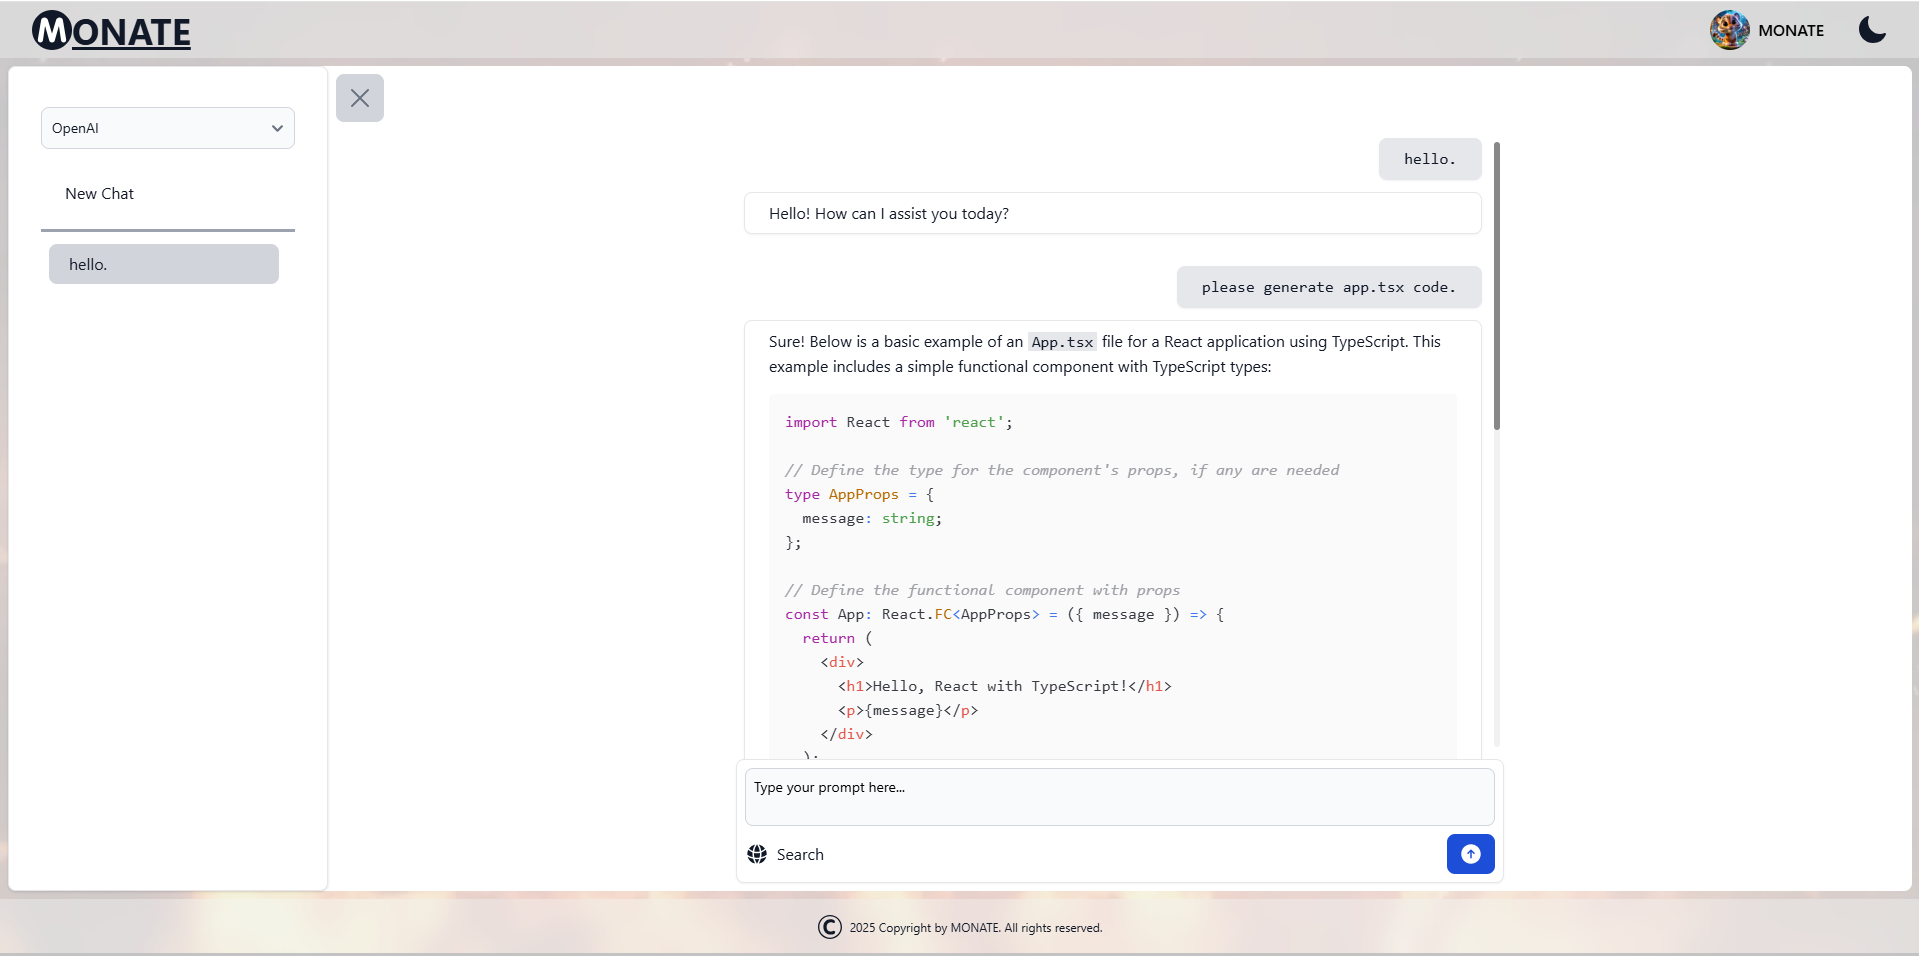 MONATE
MONATE
OpenAI
New Chat
hello.
hello.
Hello! How can I assist you today?
please generate app.tsx code.
Sure! Below is a basic example of an App.tsx file for a React application using TypeScript. This
example includes a simple functional component with TypeScript types:
import React from 'react';
// Define the type for the component's props, if any are needed
type AppProps = {
  message: string;
};
// Define the functional component with props
const App: React.FC<AppProps> = ({ message }) => {
  return (
    <div>
      <h1>Hello, React with TypeScript!</h1>
      <p>{message}</p>
    </div>
  );
Type your prompt here...
Search
© 2025 Copyright by MONATE. All rights reserved.